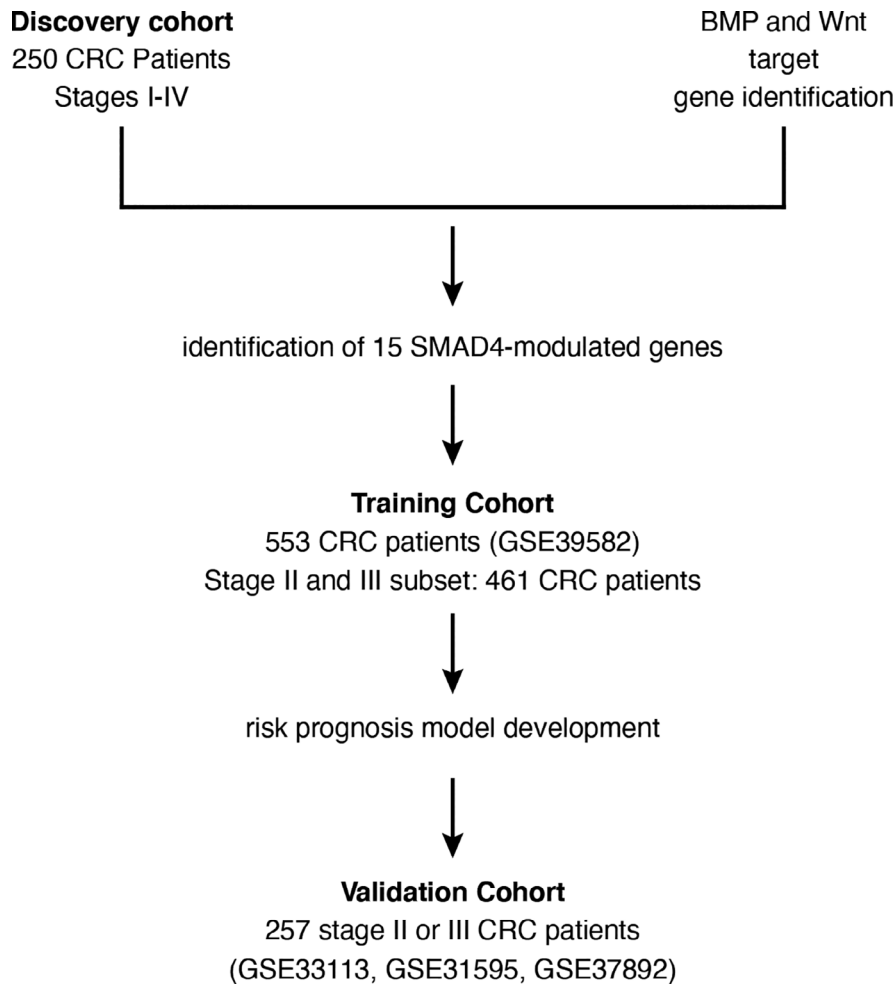 Discovery cohort
250 CRC Patients
Stages I-IV
BMP and Wnt
target
gene identification
identification of 15 SMAD4-modulated genes
Training Cohort
553 CRC patients (GSE39582)
Stage II and III subset: 461 CRC patients
risk prognosis model development
Validation Cohort
257 stage II or III CRC patients
(GSE33113, GSE31595, GSE37892)